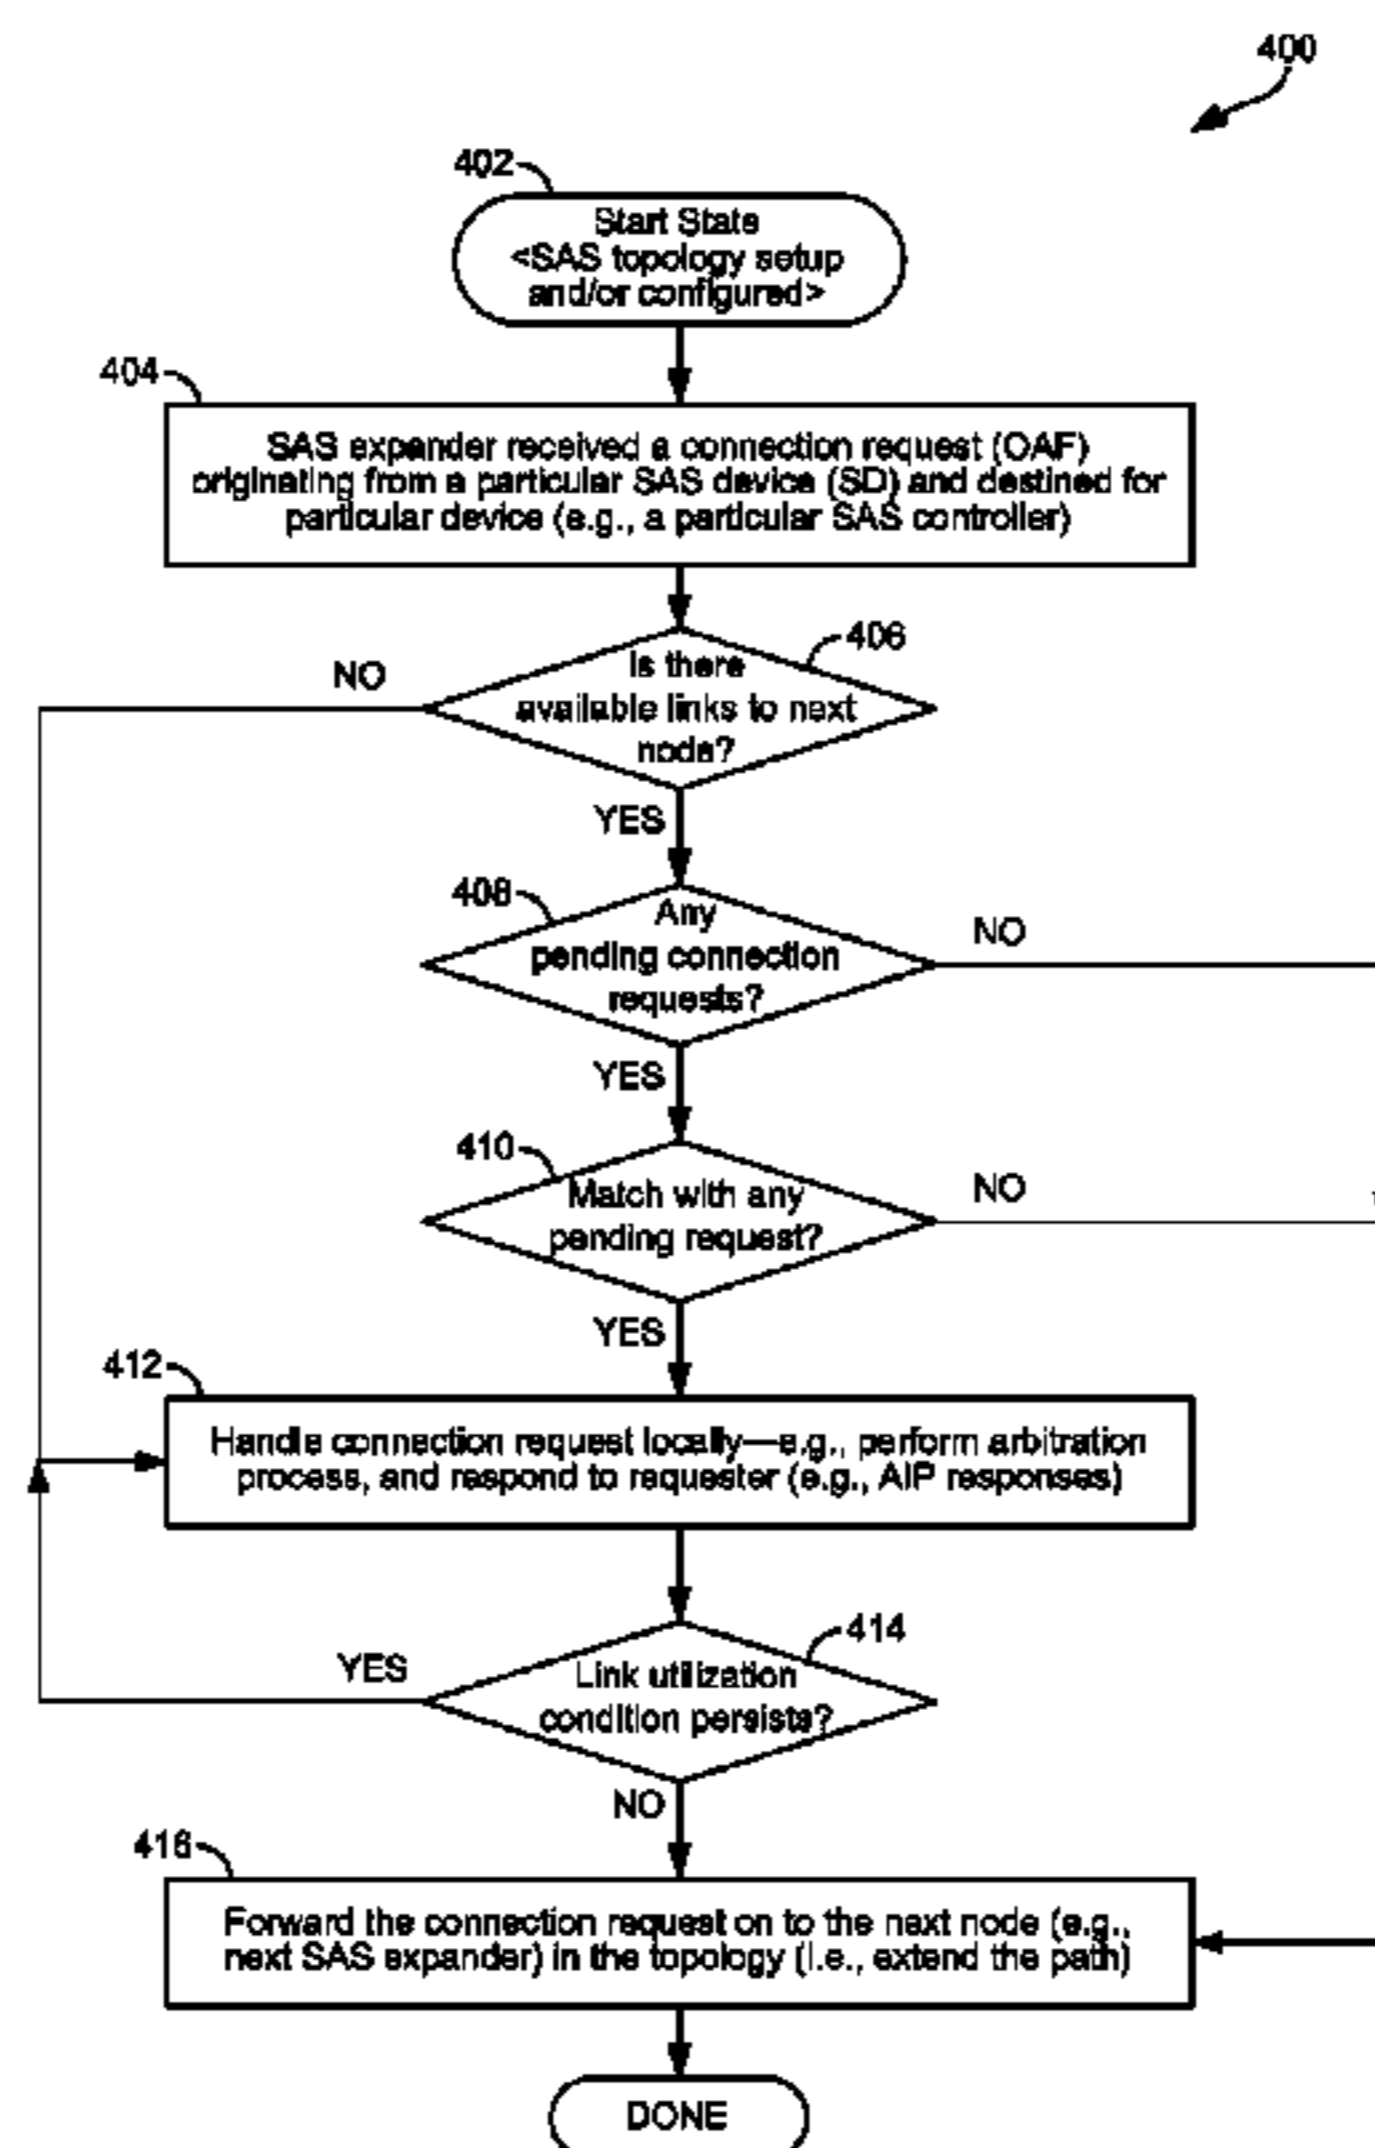 400
402
Start State
<SAS topology setup
and/or configured>
404
SAS expander received a connection request (OAF)
originating from a particular SAS device (SD) and destined for
particular device (e.g., a particular SAS controller)
406
Is there
available links to next
node?
NO
YES
408
Any
pending connection
requests?
NO
YES
410
Match with any
pending request?
NO
YES
412
Handle connection request locally—e.g., perform arbitration
process, and respond to requester (e.g., AIP responses)
414
Link utilization
condition persists?
YES
NO
416
Forward the connection request on to the next node (e.g.,
next SAS expander) in the topology (i.e., extend the path)
DONE